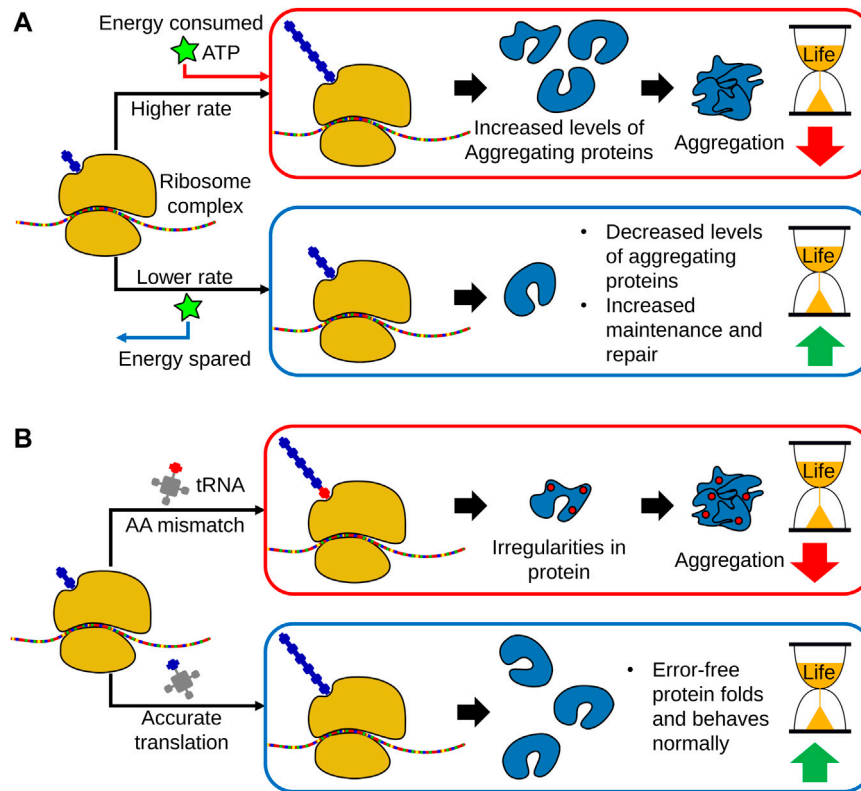 A
Energy consumed
ATP
Higher rate
Ribosome
complex
Lower rate
Energy spared
Increased levels of
Aggregating proteins
Aggregation
Life
• Decreased levels
of aggregating
proteins
• Increased
maintenance and
repair
Life
B
tRNA
AA mismatch
Irregularities in
protein
Aggregation
Life
Accurate
translation
• Error-free
protein folds
and behaves
normally
Life